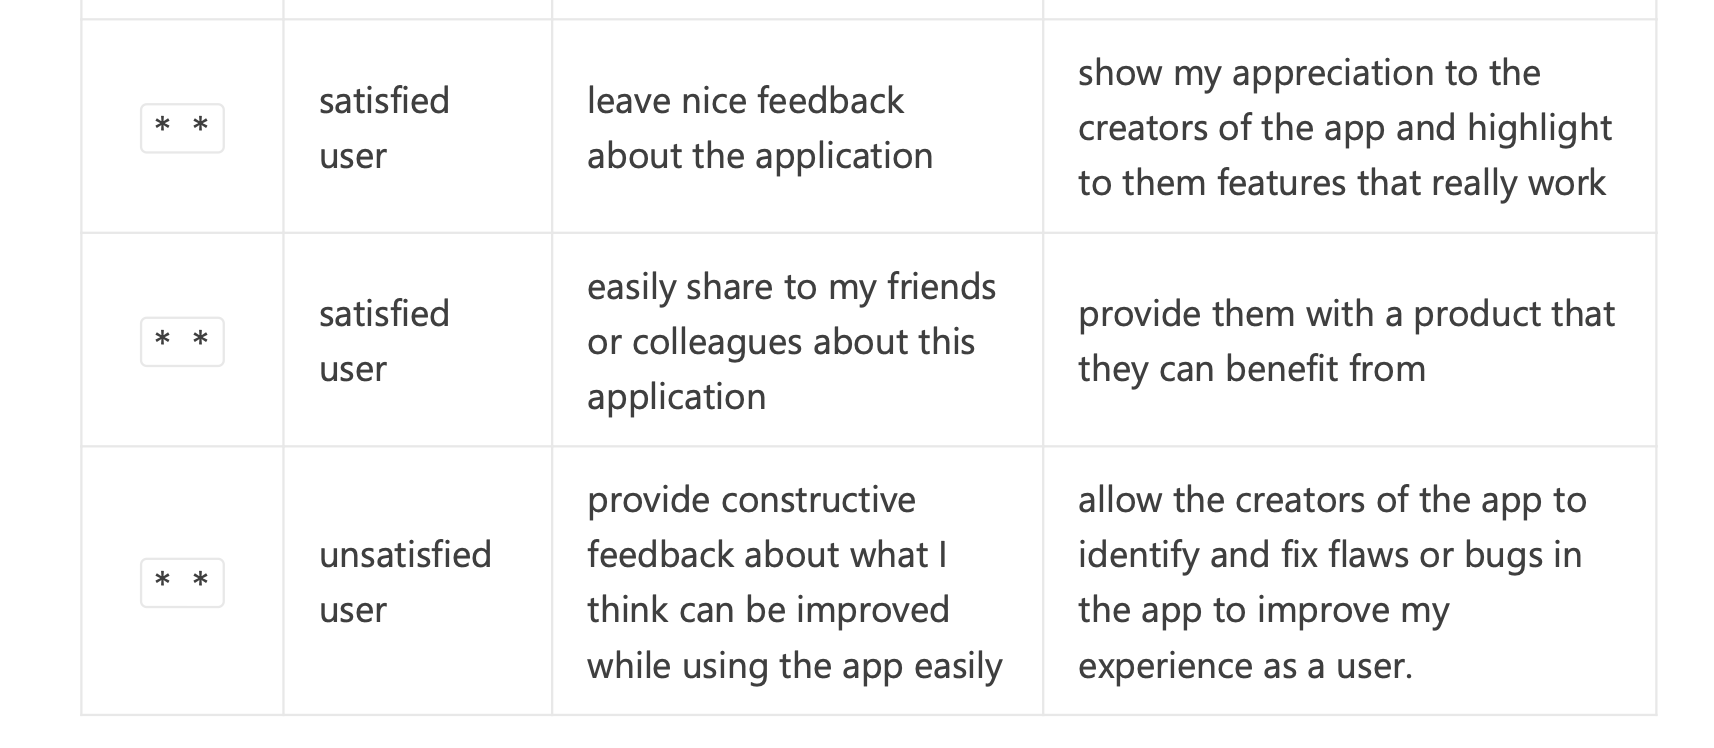 * *
satisfied
user
leave nice feedback
about the application
show my appreciation to the
creators of the app and highlight
to them features that really work
* *
satisfied
user
easily share to my friends
or colleagues about this
application
provide them with a product that
they can benefit from
* *
unsatisfied
user
provide constructive
feedback about what I
think can be improved
while using the app easily
allow the creators of the app to
identify and fix flaws or bugs in
the app to improve my
experience as a user.